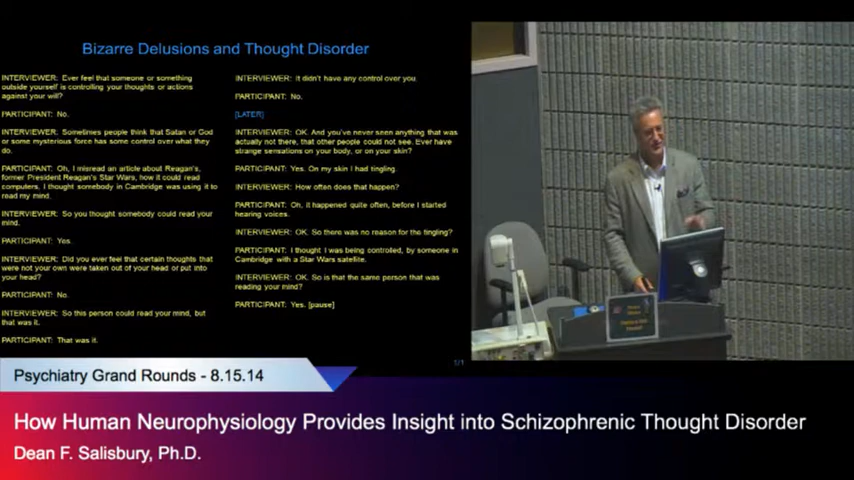 Bizarre Delusions and Thought Disorder
INTERVIEWER: Ever feel that someone or something
outside yourself is controlling your thoughts or actions
against your will?
PARTICIPANT: No.
INTERVIEWER: Sometimes people think that Satan or God
or some mysterious force has some control over what they
do.
PARTICIPANT: Oh, I misread an article about Reagan's,
former President Reagan's Star Wars, how it could read
computers. I thought somebody in Cambridge was using it to
read my mind.
INTERVIEWER: So you thought somebody could read your
mind.
PARTICIPANT: Yes.
INTERVIEWER: Did you ever feel that certain thoughts that
were not your own were taken out of your head or put into
your head?
PARTICIPANT: No.
INTERVIEWER: So this person could read your mind, but
that was it.
PARTICIPANT: That was it.
INTERVIEWER: It didn't have any control over you.
PARTICIPANT: No.
[LATER]
INTERVIEWER: OK. And you've never seen anything that was
actually not there, that other people could not see. Ever have
strange sensations on your body, or on your skin?
PARTICIPANT: Yes. On my skin I had tingling.
INTERVIEWER: How often does that happen?
PARTICIPANT: Oh, it happened quite often, before I started
hearing voices.
INTERVIEWER: OK. So there was no reason for the tingling?
PARTICIPANT: I thought I was being controlled, by someone in
Cambridge with a Star Wars satellite.
INTERVIEWER: OK. So is that the same person that was
reading your mind?
PARTICIPANT: Yes. [pause]
1/1
Psychiatry Grand Rounds - 8.15.14
How Human Neurophysiology Provides Insight into Schizophrenic Thought Disorder
Dean F. Salisbury, Ph.D.